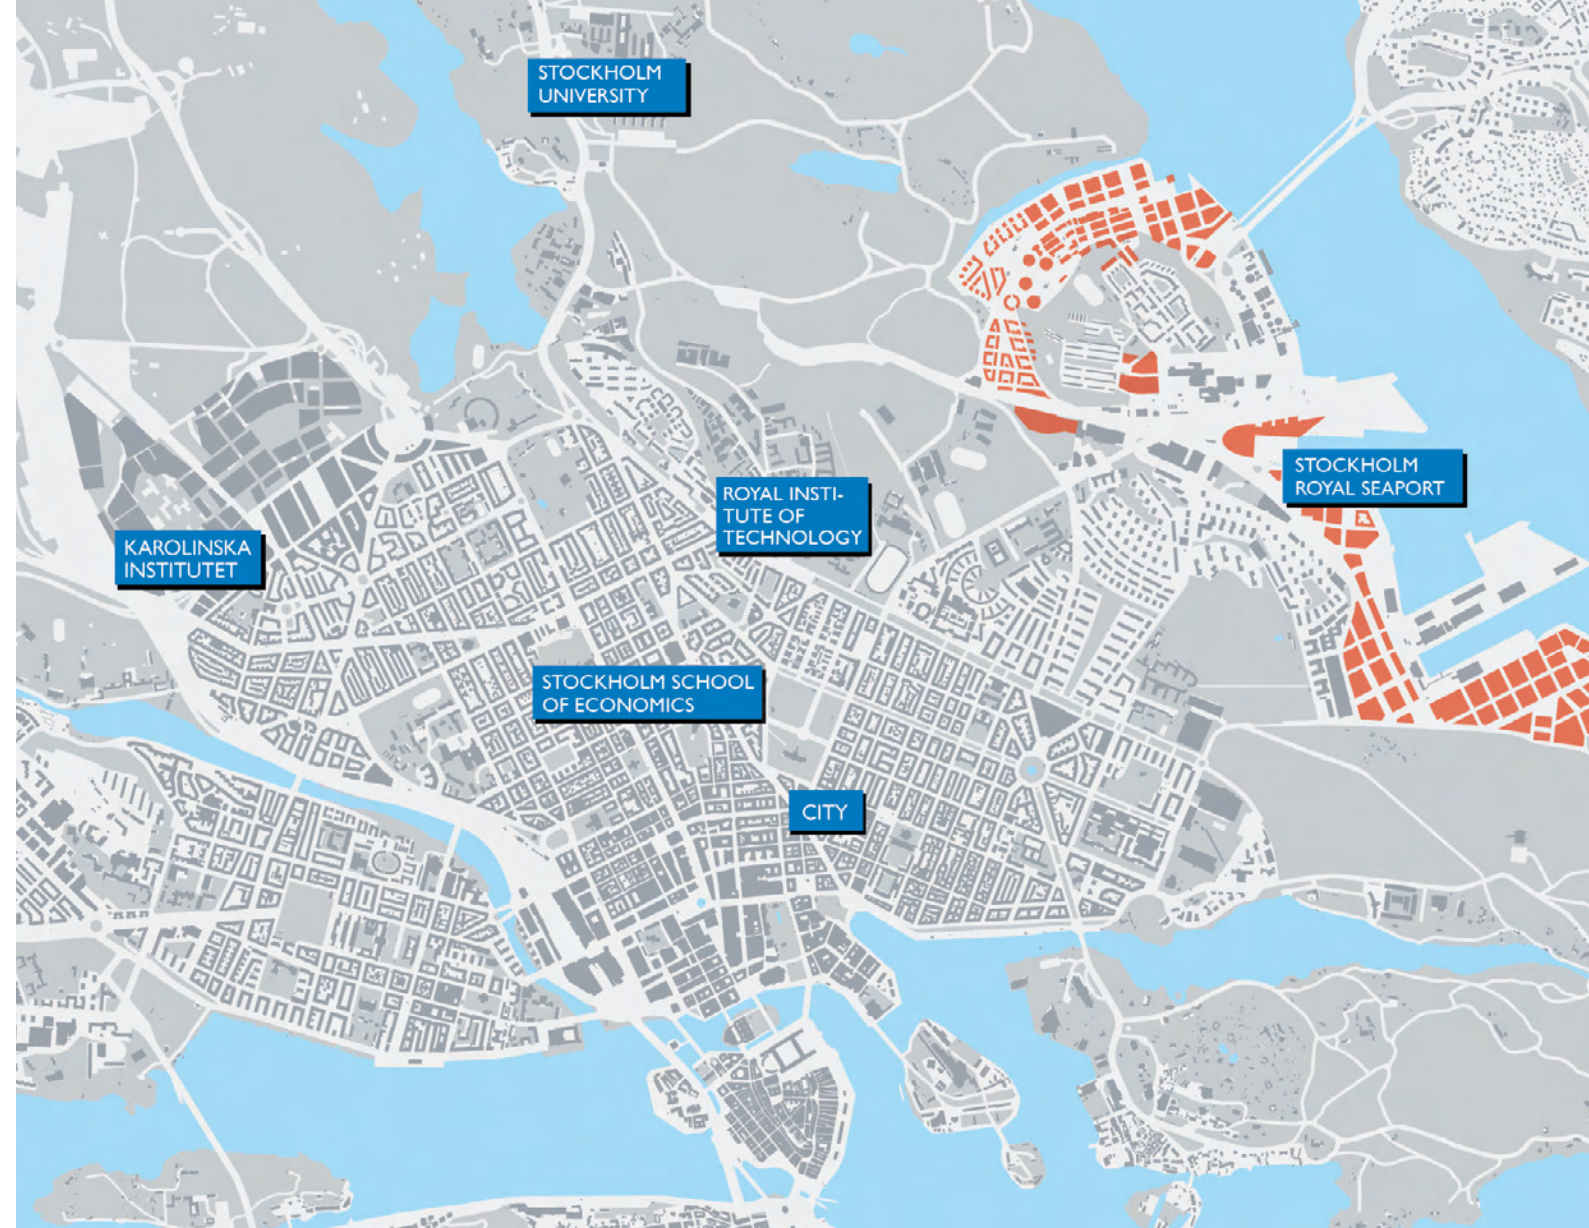 STOCKHOLM
UNIVERSITY
STOCKHOLM
ROYAL SEAPORT
ROYAL INSTI-
TUTE OF
TECHNOLOGY
KAROLINSKA
INSTITUTET
STOCKHOLM SCHOOL
OF ECONOMICS
CITY